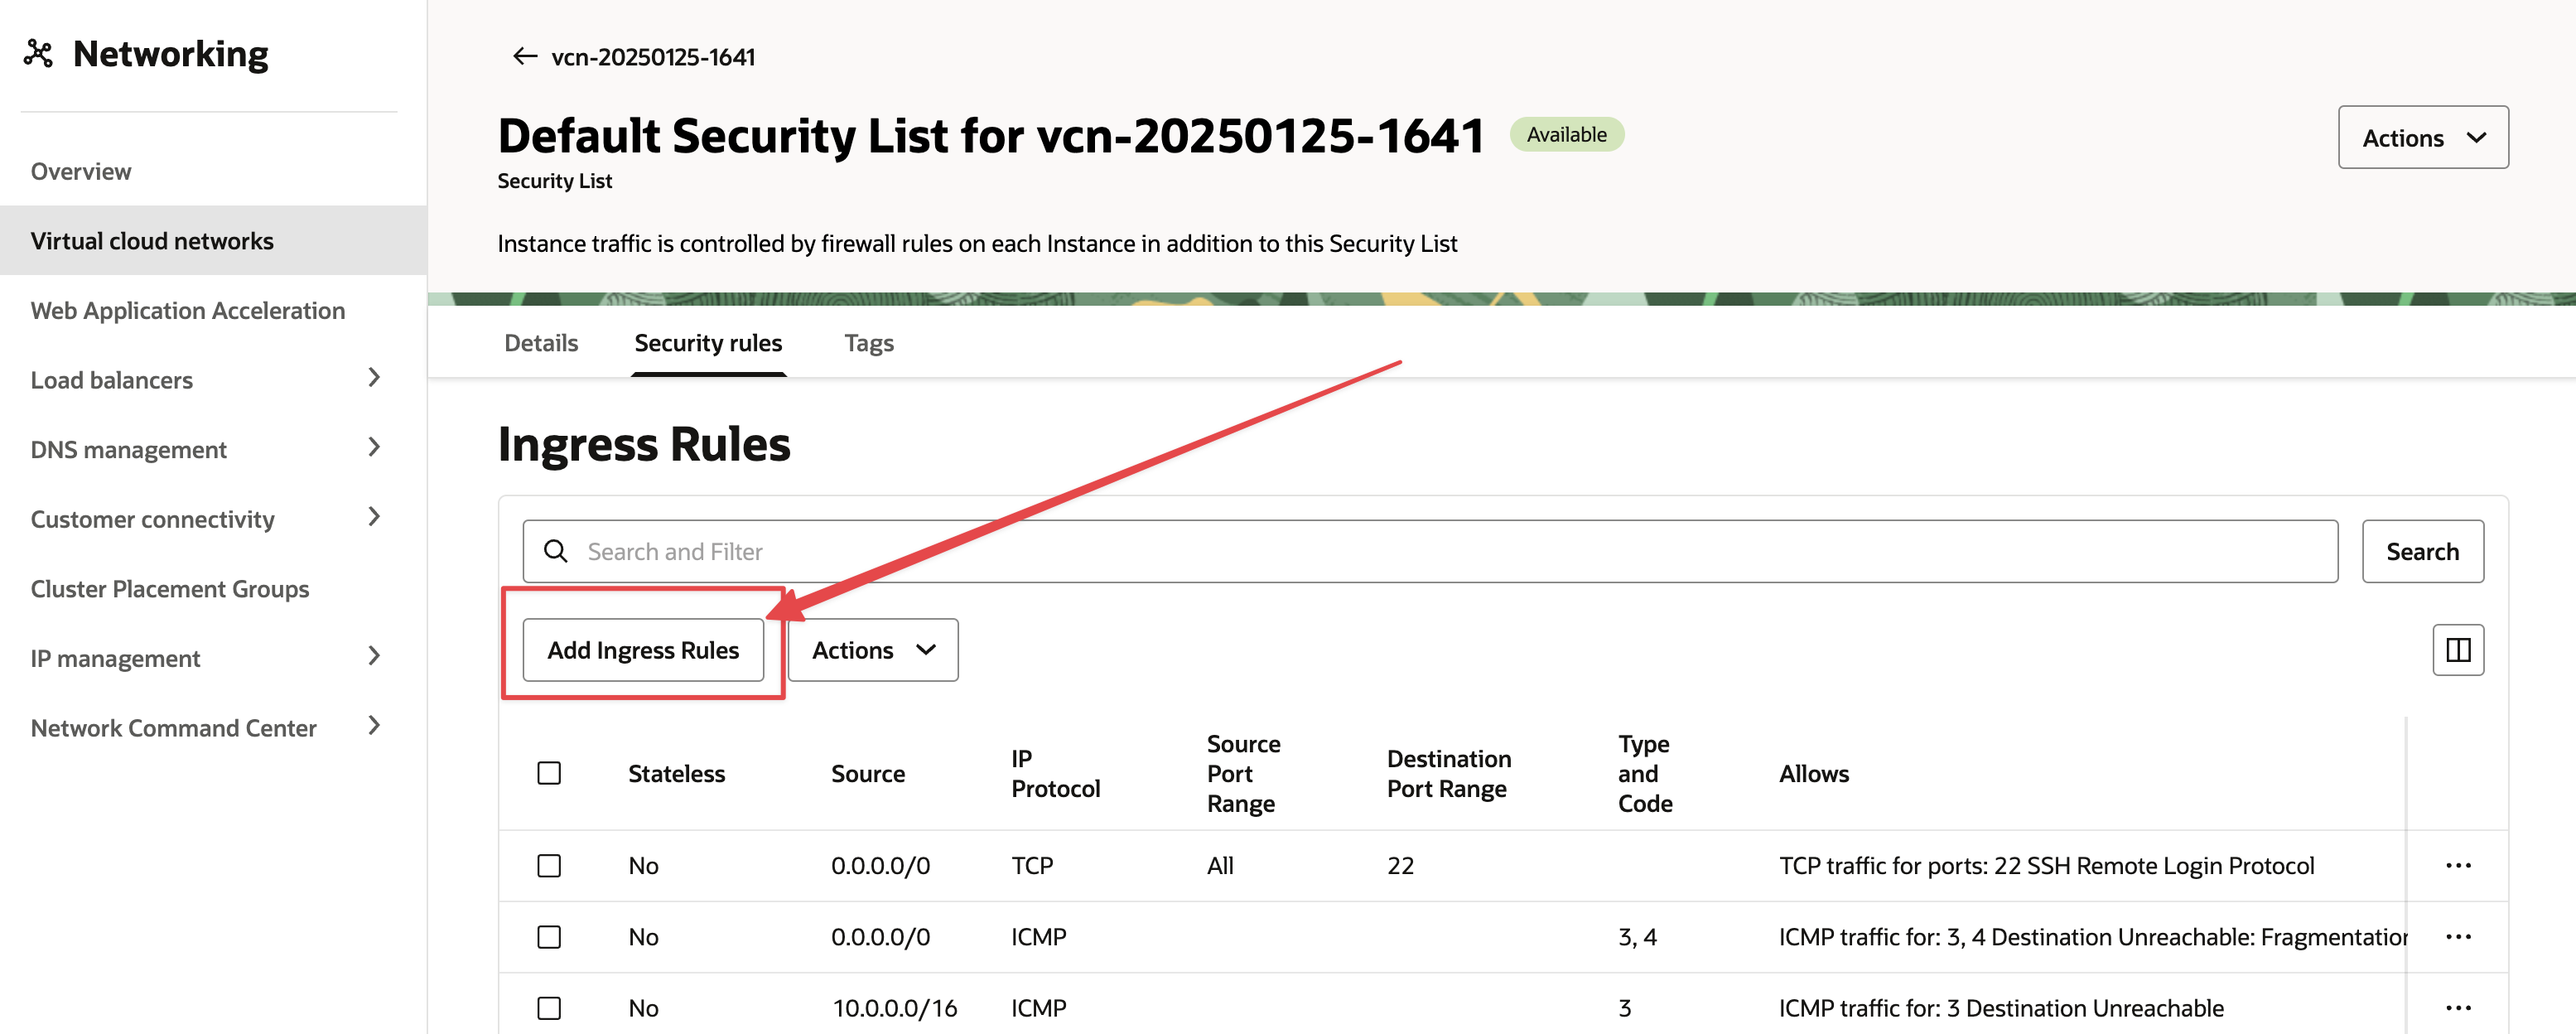 Networking
Overview
Virtual cloud networks
Web Application Acceleration
Load balancers
DNS management
Customer connectivity
Cluster Placement Groups
IP management
Network Command Center
vcn-20250125-1641
Default Security List for vcn-20250125-1641 Available
Security List
Actions
Instance traffic is controlled by firewall rules on each Instance in addition to this Security List
Details Security rules Tags
Ingress Rules
Search and Filter Search
Add Ingress Rules Actions
Stateless Source IP Protocol Source Port Range Destination Port Range Type and Code Allows
No 0.0.0.0/0 TCP All 22 TCP traffic for ports: 22 SSH Remote Login Protocol
No 0.0.0.0/0 ICMP 3, 4 ICMP traffic for: 3, 4 Destination Unreachable: Fragmentation
No 10.0.0.0/16 ICMP 3 ICMP traffic for: 3 Destination Unreachable